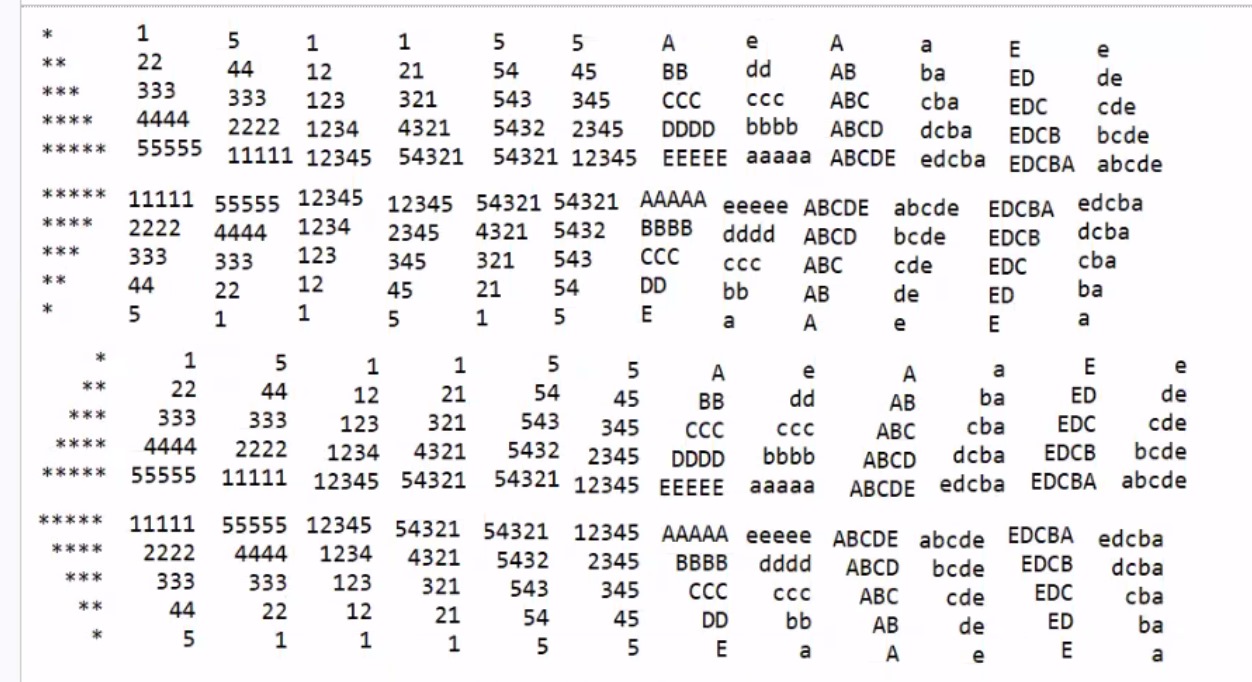 * 1 5 1 1 5 5 A e A a E e
** 22 44 12 21 54 45 BB dd AB ba ED de
*** 333 333 123 321 543 345 CCC ccc ABC cba EDC cde
**** 4444 2222 1234 4321 5432 2345 DDDD bbbb ABCD dcba EDCB bcde
***** 55555 11111 12345 54321 54321 12345 EEEEE aaaaa ABCDE edcba EDCBA abcde
***** 11111 55555 12345 12345 54321 54321 AAAAA eeeee ABCDE abcde EDCBA edcba
**** 2222 4444 1234 2345 4321 5432 BBBB dddd ABCD bcde EDCB dcba
*** 333 333 123 345 321 543 CCC ccc ABC cde EDC cba
** 44 22 12 45 21 54 DD bb AB de ED ba
* 5 1 1 5 1 5 E a A e E a
* 1 5 1 1 5 5 A e A a E e
** 22 44 12 21 54 45 BB dd AB ba ED de
*** 333 333 123 321 543 345 CCC ccc ABC cba EDC cde
**** 4444 2222 1234 4321 5432 2345 DDDD bbbb ABCD dcba EDCB bcde
***** 55555 11111 12345 54321 54321 12345 EEEEE aaaaa ABCDE edcba EDCBA abcde
***** 11111 55555 12345 54321 54321 12345 AAAAA eeeee ABCDE abcde EDCBA edcba
**** 2222 4444 1234 4321 5432 2345 BBBB dddd ABCD bcde EDCB dcba
*** 333 333 123 321 543 345 CCC ccc ABC cde EDC cba
** 44 22 12 21 54 45 DD bb AB de ED ba
* 5 1 1 1 5 5 E a A e E a